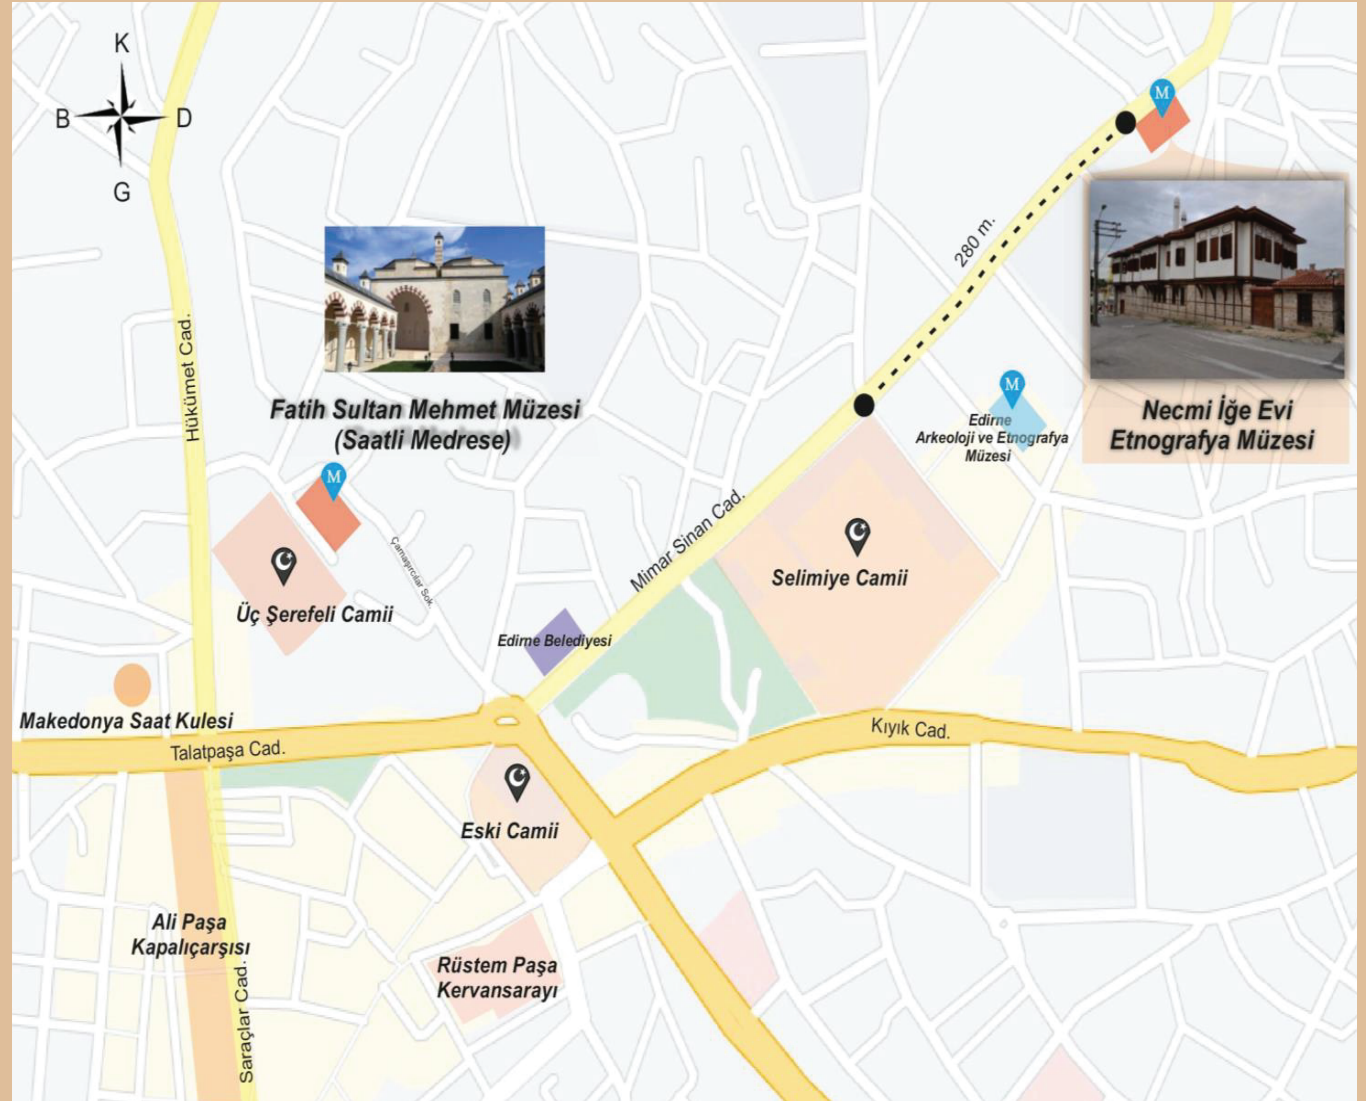 K
B
D
G
M
280 m.
Hükümet Cad.
Fatih Sultan Mehmet Müzesi
(Saatli Medrese)
M
M
Edirne
Arkeoloji ve Etnografya
Müzesi
Necmi İğe Evi
Etnografya Müzesi
Mimar Sinan Cad.
Çamaşırcılar Sok.
Selimiye Camii
Üç Şerefeli Camii
Edirne Belediyesi
Makedonya Saat Kulesi
Talatpaşa Cad.
Kıyık Cad.
Eski Camii
Ali Paşa
Kapalıçarşısı
Rüstem Paşa
Kervansarayı
Saraçlar Cad.